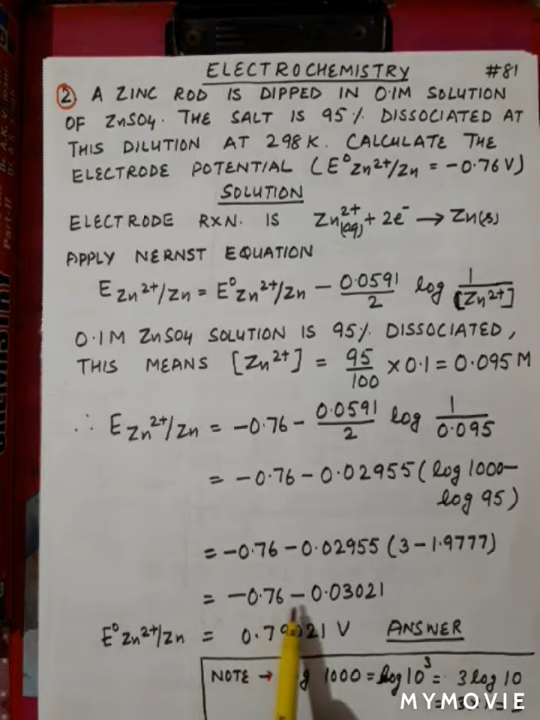 ELECTROCHEMISTRY #81
② A ZINC ROD IS DIPPED IN 0.1M SOLUTION
OF ZnSO4. THE SALT IS 95% DISSOCIATED AT
THIS DILUTION AT 298K. CALCULATE THE
ELECTRODE POTENTIAL (E°Zn²⁺/Zn = -0.76V)
SOLUTION
ELECTRODE RXN. IS Zn²⁺(aq) + 2e⁻ → Zn(s)
APPLY NERNST EQUATION
E Zn²⁺/Zn = E°Zn²⁺/Zn - 0.0591/2 log 1/[Zn²⁺]
0.1M ZnSO4 SOLUTION IS 95% DISSOCIATED,
THIS MEANS [Zn²⁺] = 95/100 × 0.1 = 0.095 M
∴ E Zn²⁺/Zn = -0.76 - 0.0591/2 log 1/0.095
= -0.76 - 0.02955 (log 1000-
log 95)
= -0.76 - 0.02955 (3 - 1.9777)
= -0.76 - 0.03021
E°Zn²⁺/Zn = V ANSWER
NOTE → 1000 = log 10³ = 3 log 10
MYMOVIE